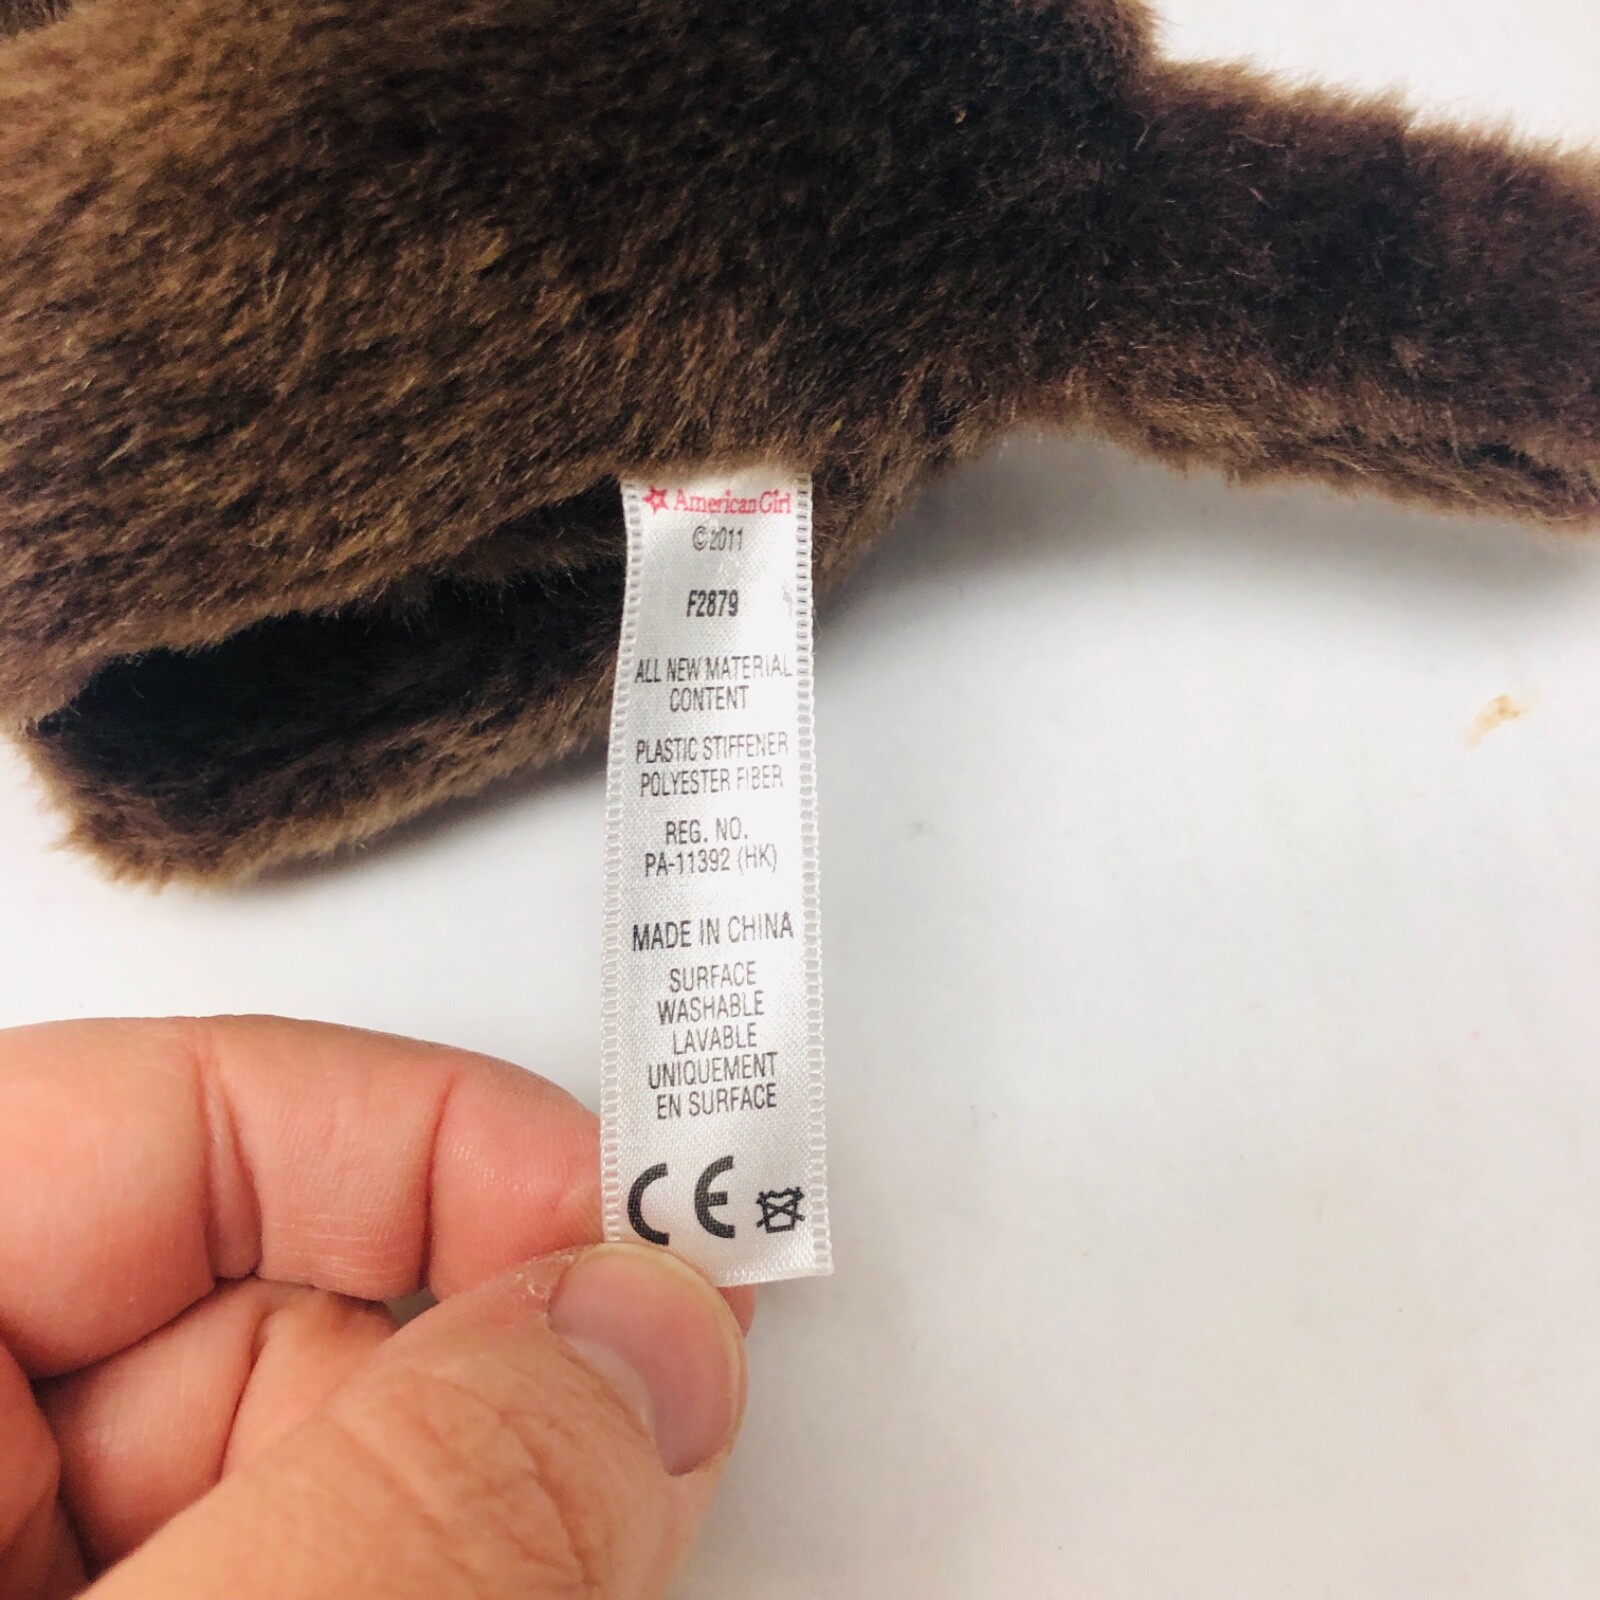 American Girl
©2011
F2879
ALL NEW MATERIAL
CONTENT
PLASTIC STIFFENER
POLYESTER FIBER
REG. NO.
PA-11392 (HK)
MADE IN CHINA
SURFACE
WASHABLE
LAVABLE
UNIQUEMENT
EN SURFACE
CE